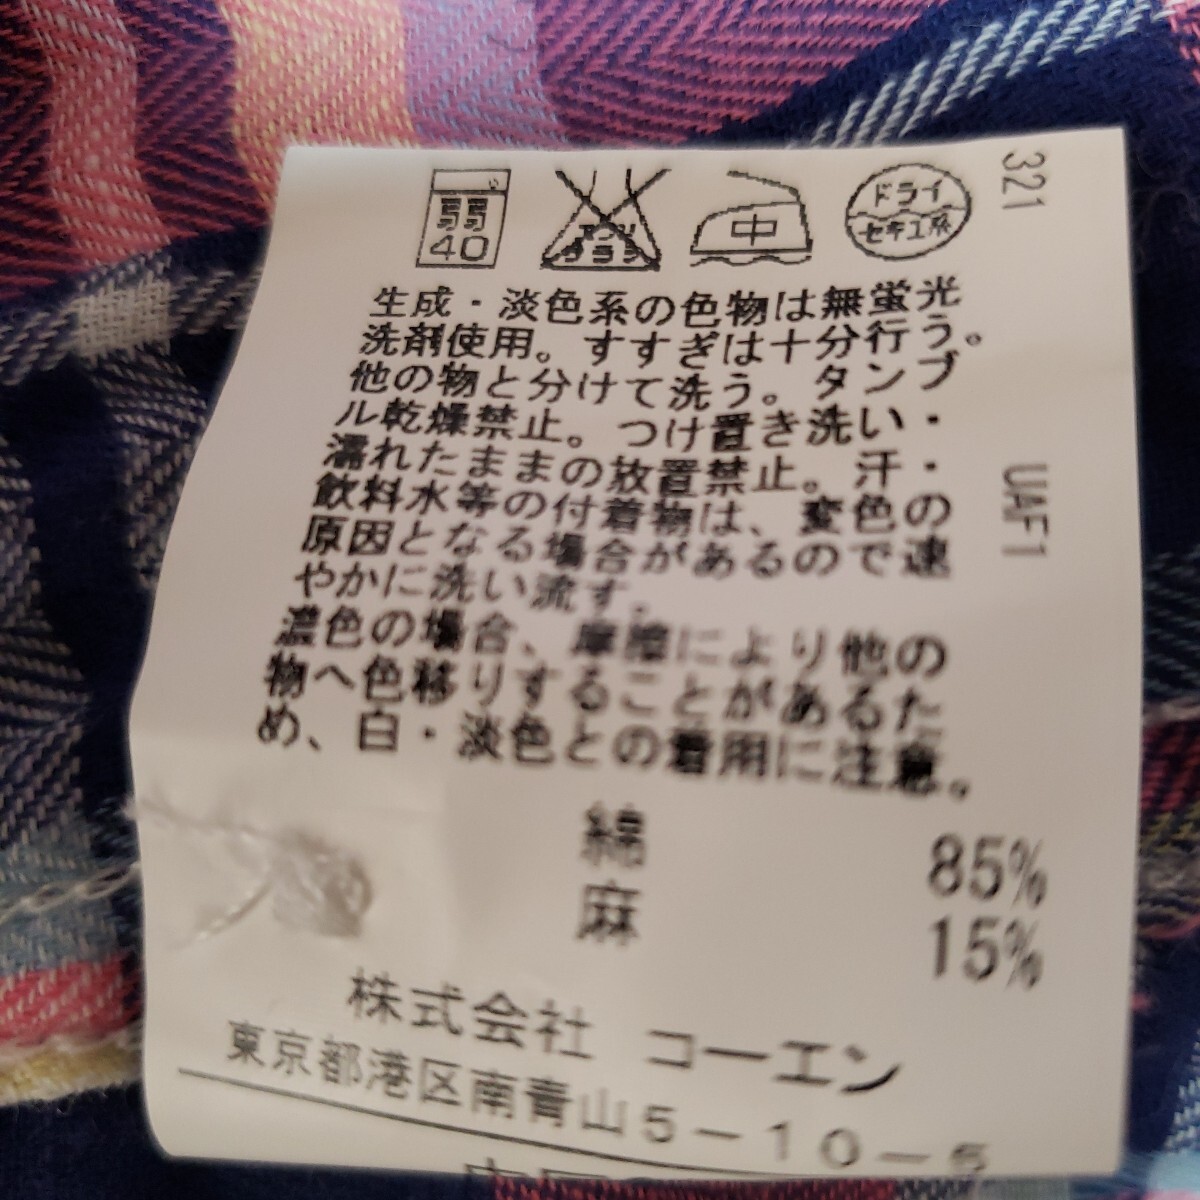 弱
40
エンソ
サラシ
中
ドライ
セキユ系
321
UAF1
生成・淡色系の色物は無蛍光
洗剤使用。すすぎは十分行う。
他の物と分けて洗う。タンブ
ル乾燥禁止。つけ置き洗い・
濡れたままの放置禁止。汗・
飲料水等の付着物は、変色の
原因となる場合があるので速
やかに洗い流す。
濃色の場合、摩擦により他の
物へ色移りすることがあるた
め、白・淡色との着用に注意。
綿 85%
麻 15%
株式会社 コーエン
東京都港区南青山5-10-5